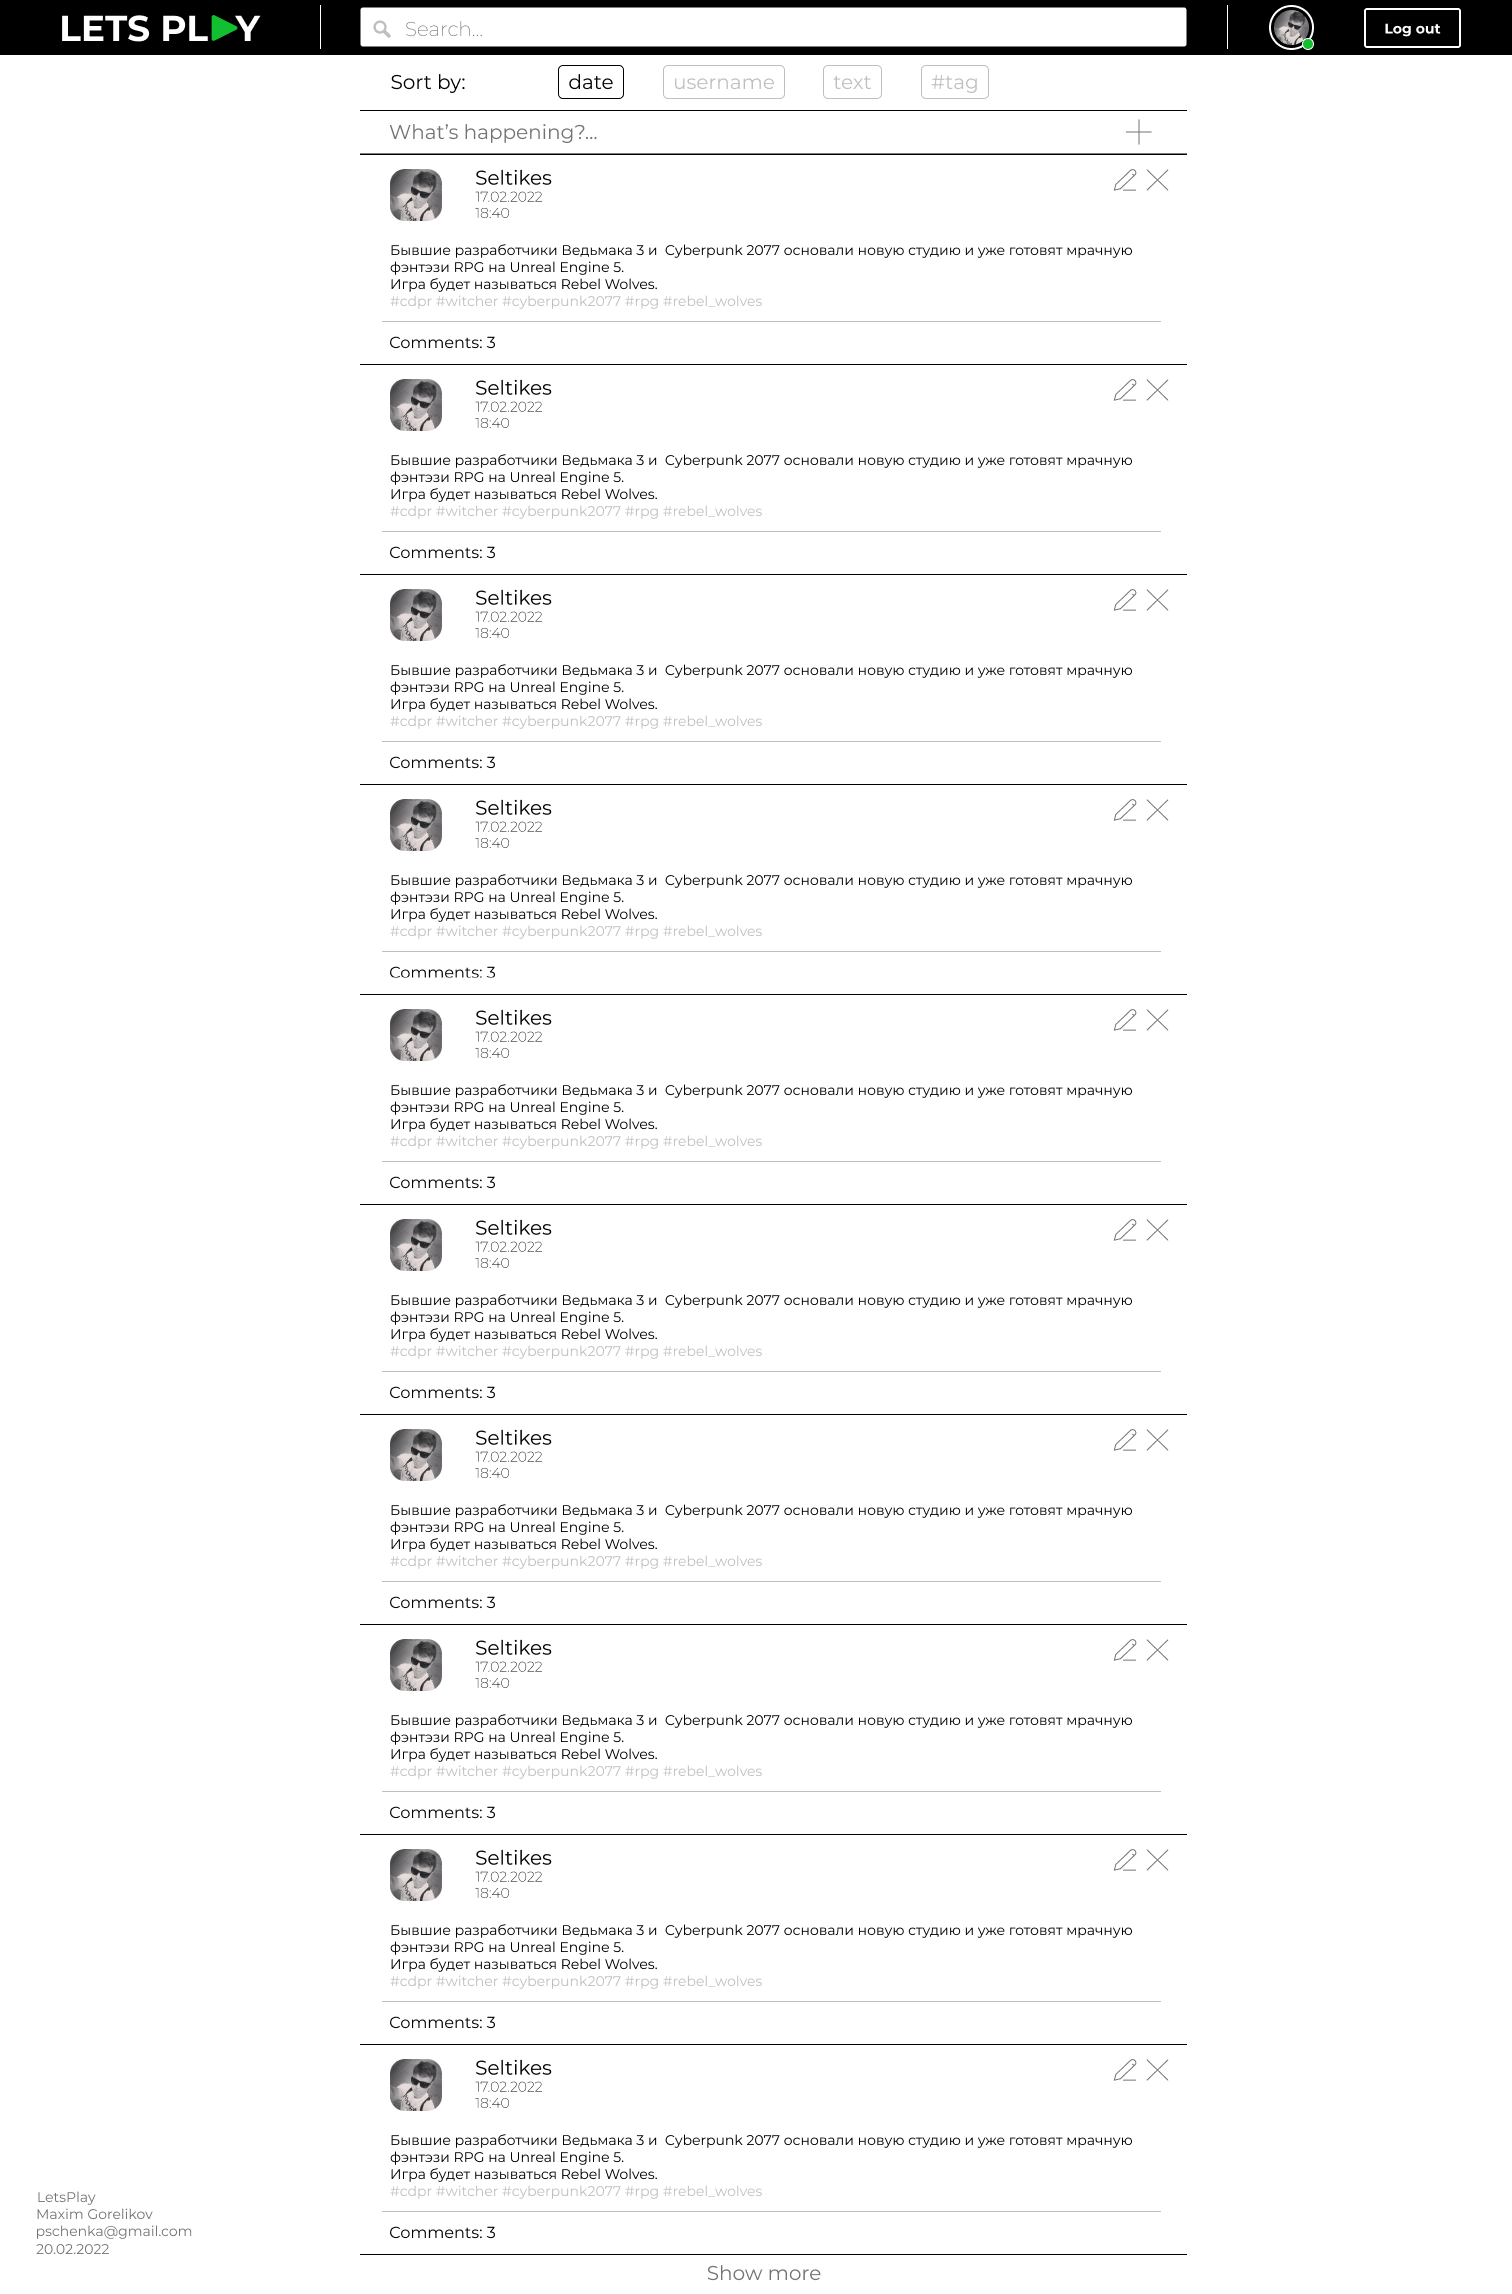 LETS PLAY
Search...
Log out
Sort by:
date
username
text
#tag
What's happening?...
Seltikes
17.02.2022
18:40
Бывшие разработчики Ведьмака 3 и Cyberpunk 2077 основали новую студию и уже готовят мрачную
фэнтэзи RPG на Unreal Engine 5.
Игра будет называться Rebel Wolves.
#cdpr #witcher #cyberpunk2077 #rpg #rebel_wolves
Comments: 3
Seltikes
17.02.2022
18:40
Бывшие разработчики Ведьмака 3 и Cyberpunk 2077 основали новую студию и уже готовят мрачную
фэнтэзи RPG на Unreal Engine 5.
Игра будет называться Rebel Wolves.
#cdpr #witcher #cyberpunk2077 #rpg #rebel_wolves
Comments: 3
Seltikes
17.02.2022
18:40
Бывшие разработчики Ведьмака 3 и Cyberpunk 2077 основали новую студию и уже готовят мрачную
фэнтэзи RPG на Unreal Engine 5.
Игра будет называться Rebel Wolves.
#cdpr #witcher #cyberpunk2077 #rpg #rebel_wolves
Comments: 3
Seltikes
17.02.2022
18:40
Бывшие разработчики Ведьмака 3 и Cyberpunk 2077 основали новую студию и уже готовят мрачную
фэнтэзи RPG на Unreal Engine 5.
Игра будет называться Rebel Wolves.
#cdpr #witcher #cyberpunk2077 #rpg #rebel_wolves
Comments: 3
Seltikes
17.02.2022
18:40
Бывшие разработчики Ведьмака 3 и Cyberpunk 2077 основали новую студию и уже готовят мрачную
фэнтэзи RPG на Unreal Engine 5.
Игра будет называться Rebel Wolves.
#cdpr #witcher #cyberpunk2077 #rpg #rebel_wolves
Comments: 3
Seltikes
17.02.2022
18:40
Бывшие разработчики Ведьмака 3 и Cyberpunk 2077 основали новую студию и уже готовят мрачную
фэнтэзи RPG на Unreal Engine 5.
Игра будет называться Rebel Wolves.
#cdpr #witcher #cyberpunk2077 #rpg #rebel_wolves
Comments: 3
Seltikes
17.02.2022
18:40
Бывшие разработчики Ведьмака 3 и Cyberpunk 2077 основали новую студию и уже готовят мрачную
фэнтэзи RPG на Unreal Engine 5.
Игра будет называться Rebel Wolves.
#cdpr #witcher #cyberpunk2077 #rpg #rebel_wolves
Comments: 3
Seltikes
17.02.2022
18:40
Бывшие разработчики Ведьмака 3 и Cyberpunk 2077 основали новую студию и уже готовят мрачную
фэнтэзи RPG на Unreal Engine 5.
Игра будет называться Rebel Wolves.
#cdpr #witcher #cyberpunk2077 #rpg #rebel_wolves
Comments: 3
Seltikes
17.02.2022
18:40
Бывшие разработчики Ведьмака 3 и Cyberpunk 2077 основали новую студию и уже готовят мрачную
фэнтэзи RPG на Unreal Engine 5.
Игра будет называться Rebel Wolves.
#cdpr #witcher #cyberpunk2077 #rpg #rebel_wolves
Comments: 3
Seltikes
17.02.2022
18:40
Бывшие разработчики Ведьмака 3 и Cyberpunk 2077 основали новую студию и уже готовят мрачную
фэнтэзи RPG на Unreal Engine 5.
Игра будет называться Rebel Wolves.
#cdpr #witcher #cyberpunk2077 #rpg #rebel_wolves
Comments: 3
Show more
LetsPlay
Maxim Gorelikov
pschenka@gmail.com
20.02.2022